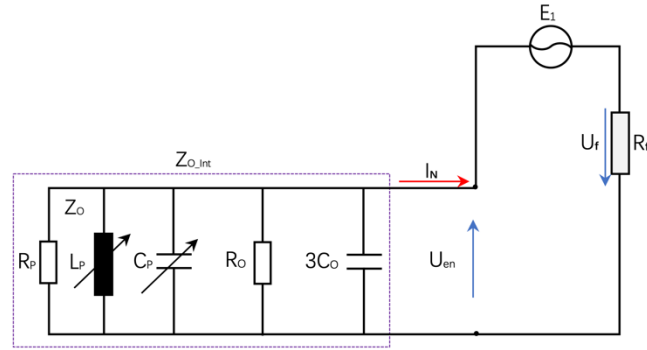 E₁
U_f R_f
Z_O_Int
I_N
Z_O
R_P L_P C_P R_O 3C_O
U_en